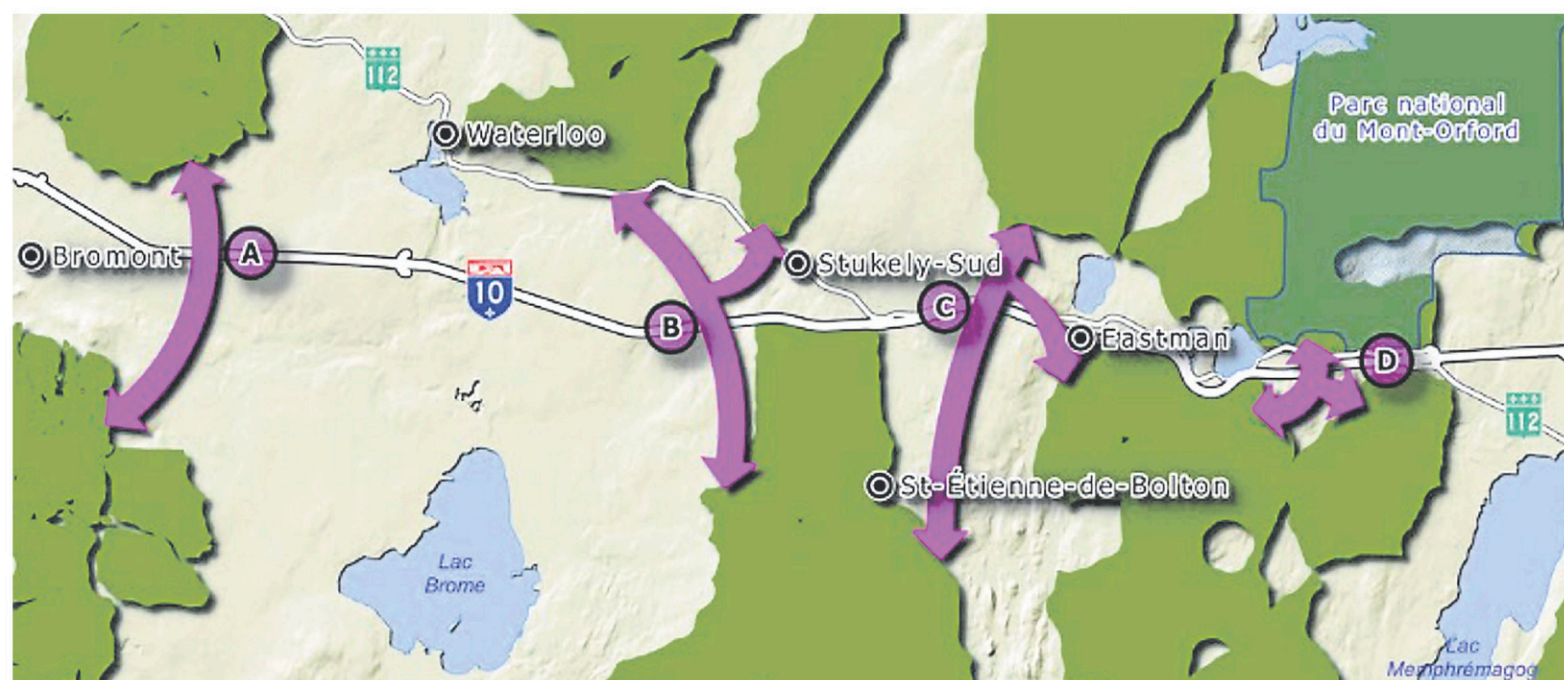 112
Parc national
du Mont-Orford
Waterloo
Bromont
A
10
Stukely-Sud
B
C
Eastman
D
112
St-Étienne-de-Bolton
Lac
Brome
Lac
Memphrémagog